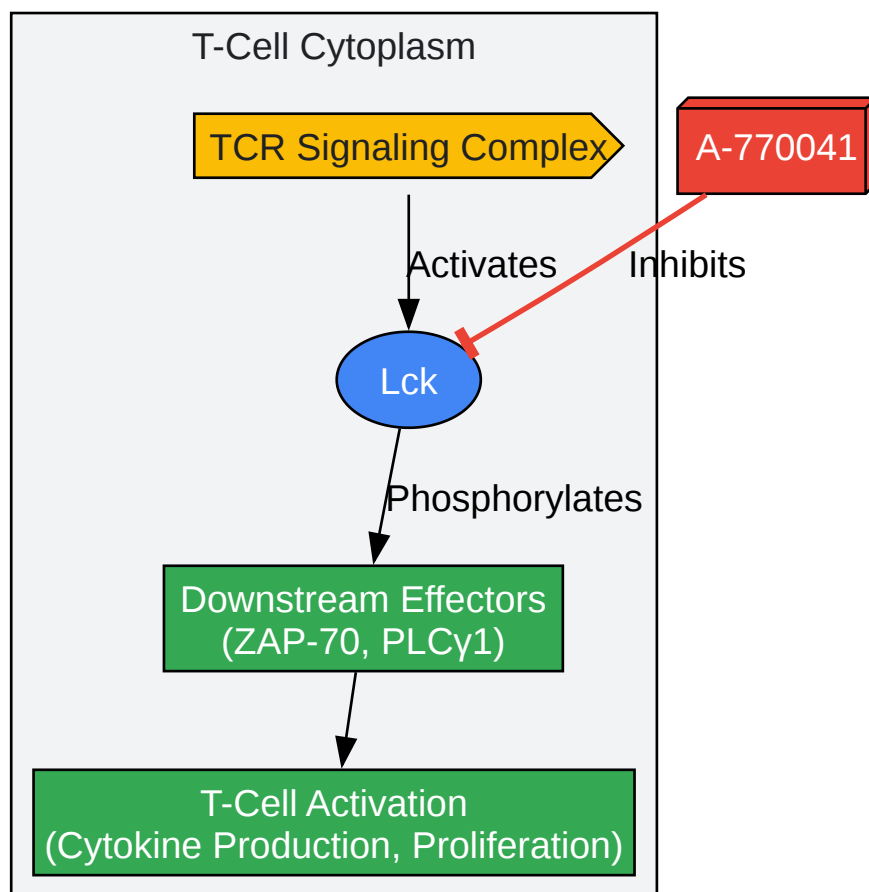 T-Cell Cytoplasm
TCR Signaling Complex
A-770041
Activates
Inhibits
Lck
Phosphorylates
Downstream Effectors
(ZAP-70, PLCγ1)
T-Cell Activation
(Cytokine Production, Proliferation)